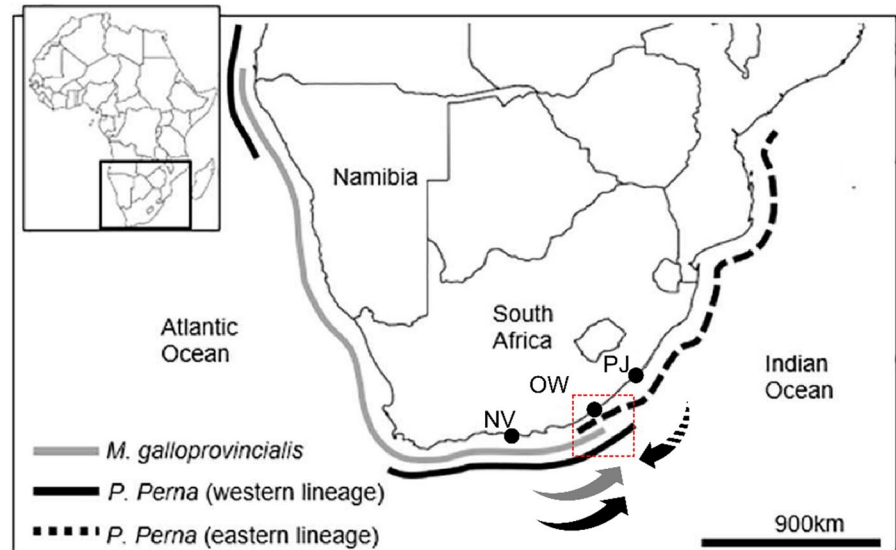 Namibia
Atlantic
Ocean
South
Africa
PJ
OW
NV
Indian
Ocean
M. galloprovincialis
P. Perna (western lineage)
P. Perna (eastern lineage)
900km